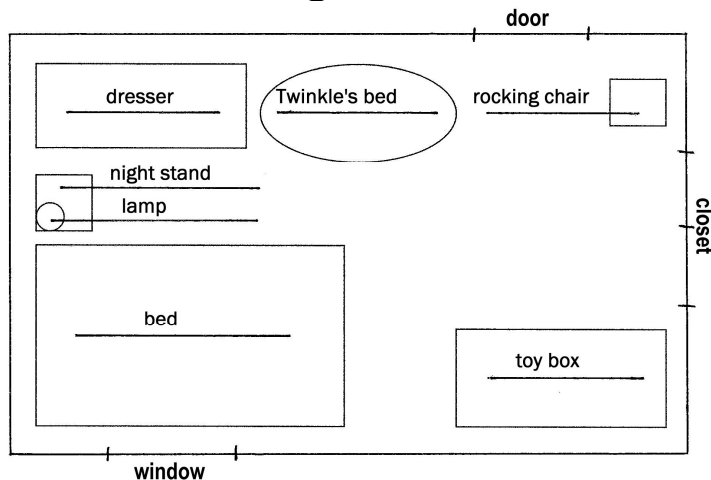 door
dresser
Twinkle's bed
rocking chair
night stand
lamp
closet
bed
toy box
window